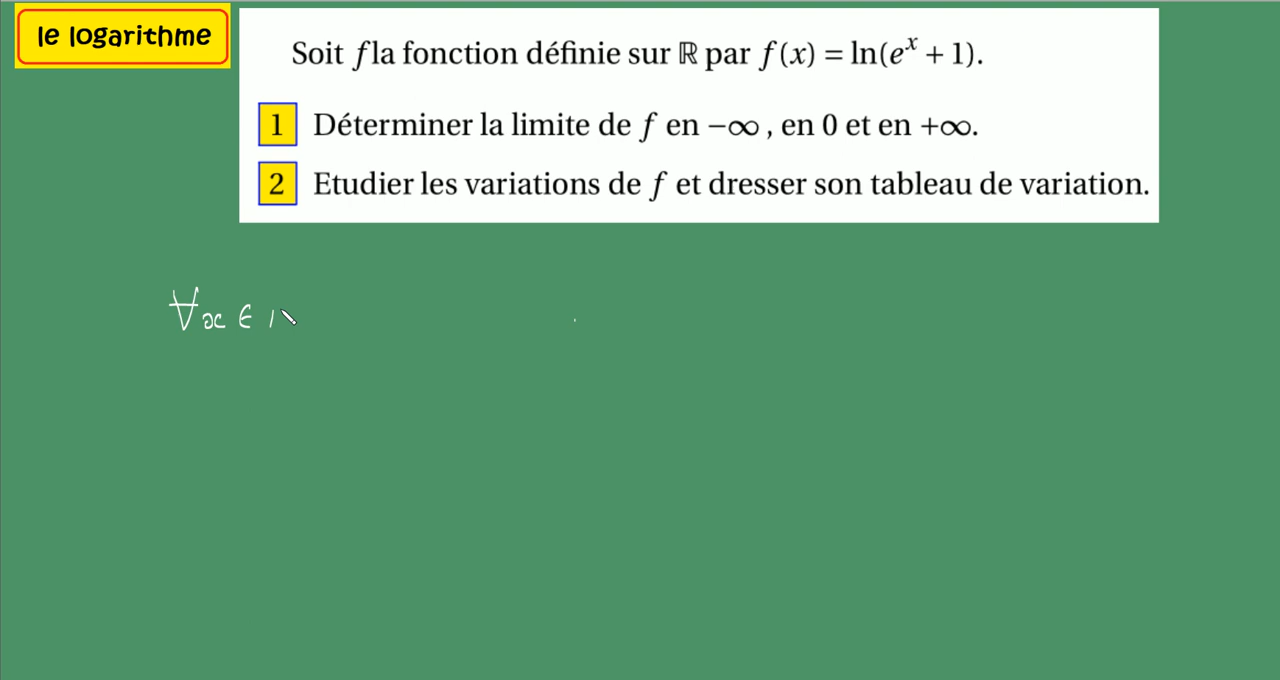 le logarithme
Soit f la fonction définie sur ℝ par f(x) = ln(eˣ + 1).
1 Déterminer la limite de f en −∞, en 0 et en +∞.
2 Etudier les variations de f et dresser son tableau de variation.
∀x ∈